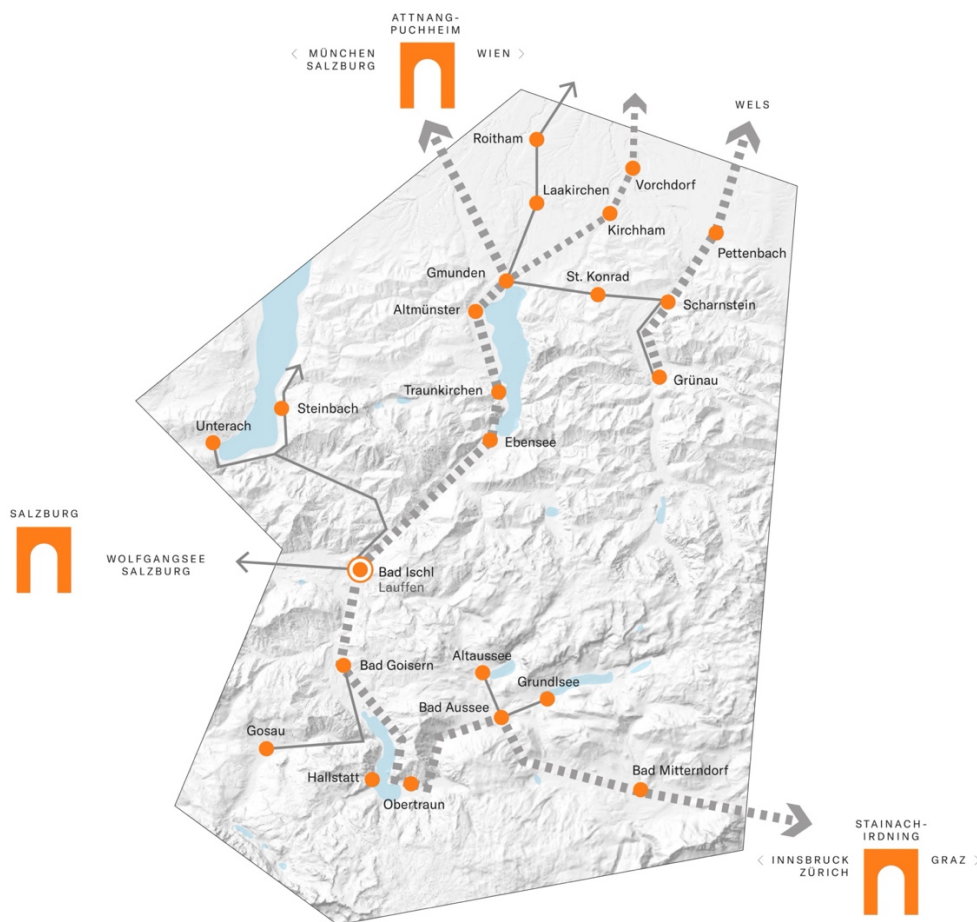 ATTNANG-
PUCHHEIM
< MÜNCHEN
SALZBURG
WIEN >
WELS
Roitham
Vorchdorf
Laakirchen
Kirchham
Pettenbach
Gmunden
St. Konrad
Altmünster
Scharnstein
Traunkirchen
Grünau
Steinbach
Unterach
Ebensee
SALZBURG
WOLFGANGSEE
SALZBURG
Bad Ischl
Lauffen
Bad Goisern
Altaussee
Grundlsee
Bad Aussee
Gosau
Hallstatt
Bad Mitterndorf
Obertraun
STAINACH-
IRDNING
< INNSBRUCK
ZÜRICH
GRAZ >